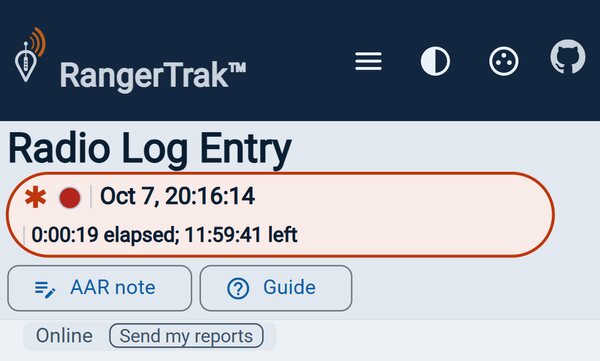 RangerTrak™
Radio Log Entry
Oct 7, 20:16:14
0:00:19 elapsed; 11:59:41 left
AAR note
Guide
Online
Send my reports